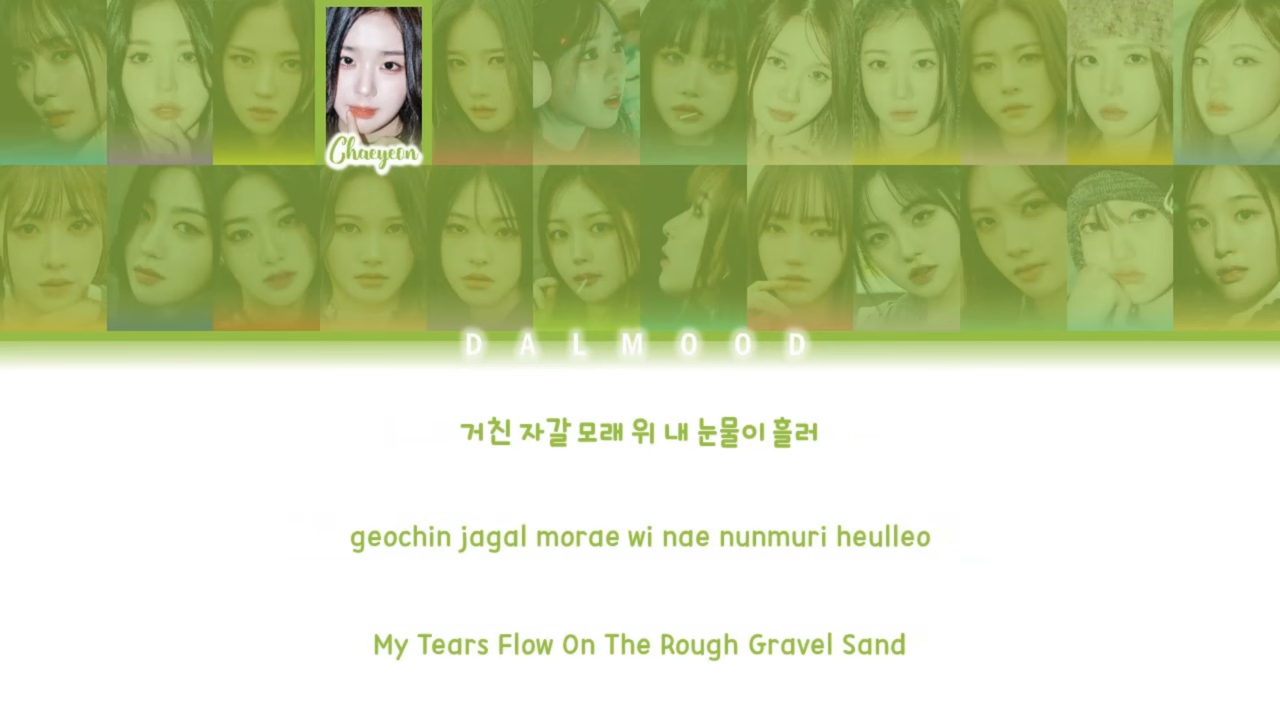 Chaeyeon
DALMOOD
거친 자갈 모래 위 내 눈물이 흘러
geochin jagal morae wi nae nunmuri heulleo
My Tears Flow On The Rough Gravel Sand